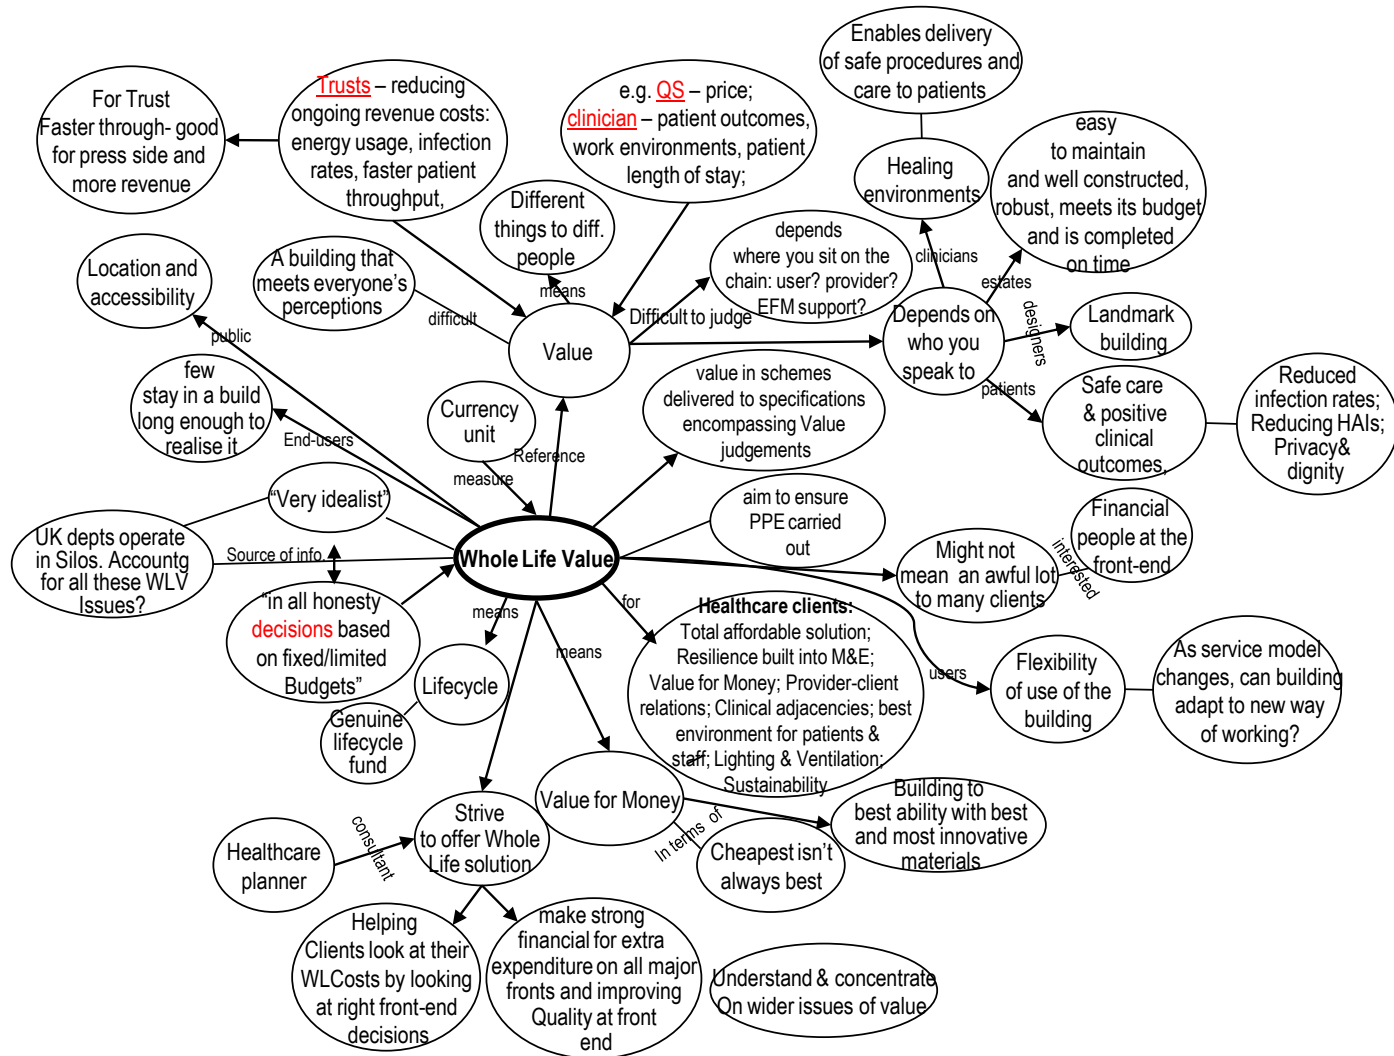 Enables delivery
of safe procedures and
care to patients
For Trust
Faster through- good
for press side and
more revenue
Trusts – reducing
ongoing revenue costs:
energy usage, infection
rates, faster patient
throughput,
e.g. QS – price;
clinician – patient outcomes,
work environments, patient
length of stay;
easy
to maintain
and well constructed,
robust, meets its budget
and is completed
on time
Healing
environments
Different
things to diff.
people
depends
where you sit on the
chain: user? provider?
EFM support?
clinicians
estates
Location and
accessibility
A building that
meets everyone's
perceptions
means
difficult
Difficult to judge
public
Value
Depends on
who you
speak to
designers
Landmark
building
patients
few
stay in a build
long enough to
realise it
End-users
Currency
unit
measure
Reference
value in schemes
delivered to specifications
encompassing Value
judgements
Safe care
& positive
clinical
outcomes,
Reduced
infection rates;
Reducing HAIs;
Privacy&
dignity
"Very idealist"
aim to ensure
PPE carried
out
Financial
people at the
front-end
interested
Might not
mean an awful lot
to many clients
UK depts operate
in Silos. Accountg
for all these WLV
Issues?
Source of info.
Whole Life Value
"in all honesty
decisions based
on fixed/limited
Budgets"
means
means
for
users
Healthcare clients:
Total affordable solution;
Resilience built into M&E;
Value for Money; Provider-client
relations; Clinical adjacencies; best
environment for patients &
staff; Lighting & Ventilation;
Sustainability
Lifecycle
Genuine
lifecycle
fund
Flexibility
of use of the
building
As service model
changes, can building
adapt to new way
of working?
Value for Money
In terms of
Building to
best ability with best
and most innovative
materials
Cheapest isn't
always best
Strive
to offer Whole
Life solution
consultant
Healthcare
planner
Helping
Clients look at their
WLCosts by looking
at right front-end
decisions
make strong
financial for extra
expenditure on all major
fronts and improving
Quality at front
end
Understand & concentrate
On wider issues of value